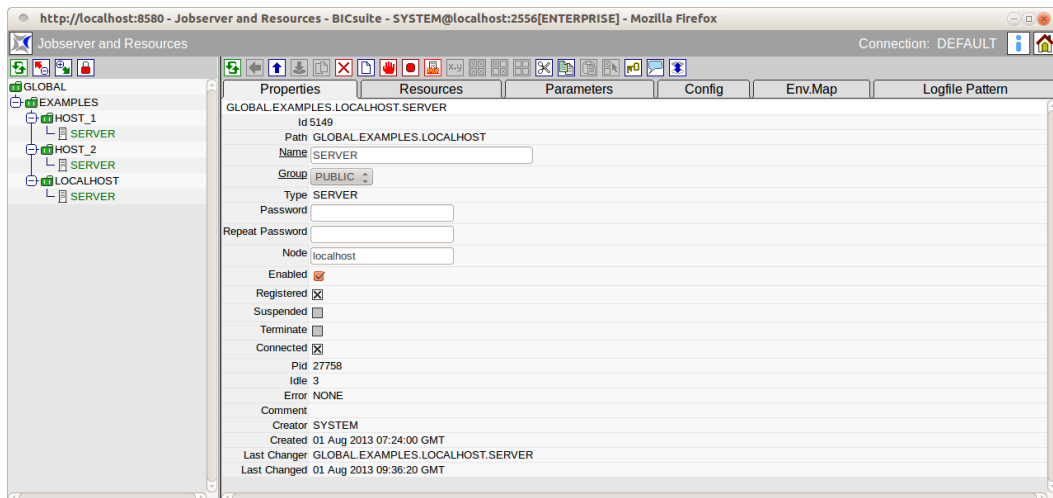 http://localhost:8580 - Jobserver and Resources - BICsuite - SYSTEM@localhost:2556[ENTERPRISE] - Mozilla Firefox
Jobserver and Resources
Connection: DEFAULT
GLOBAL
EXAMPLES
HOST_1
SERVER
HOST_2
SERVER
LOCALHOST
SERVER
Properties Resources Parameters Config Env.Map Logfile Pattern
GLOBAL.EXAMPLES.LOCALHOST.SERVER
Id 5149
Path GLOBAL.EXAMPLES.LOCALHOST
Name SERVER
Group PUBLIC
Type SERVER
Password
Repeat Password
Node localhost
Enabled
Registered
Suspended
Terminate
Connected
Pid 27758
Idle 3
Error NONE
Comment
Creator SYSTEM
Created 01 Aug 2013 07:24:00 GMT
Last Changer GLOBAL.EXAMPLES.LOCALHOST.SERVER
Last Changed 01 Aug 2013 09:36:20 GMT